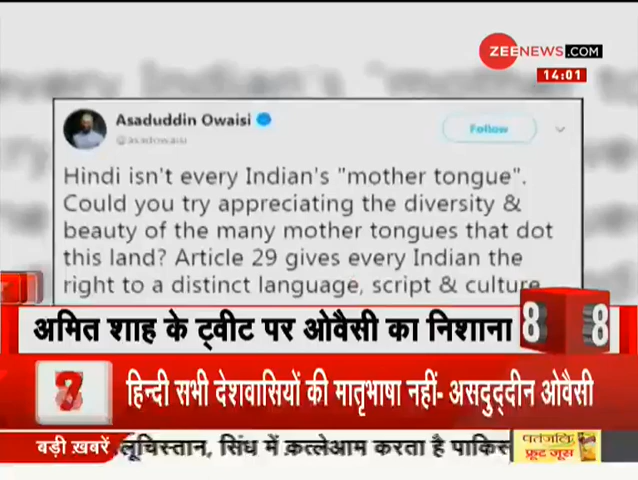 ZEENEWS.COM
14:01
Asaduddin Owaisi
@asadowaisi
Follow
Hindi isn't every Indian's "mother tongue".
Could you try appreciating the diversity &
beauty of the many mother tongues that dot
this land? Article 29 gives every Indian the
right to a distinct language, script & culture
अमित शाह के ट्वीट पर ओवैसी का निशाना
8 8
हिन्दी सभी देशवासियों की मातृभाषा नहीं- असदुद्दीन ओवैसी
बड़ी ख़बरें
लूचिस्तान, सिंध में क़त्लेआम करता है पाकिस
पतंजलि
फ्रूट जूस